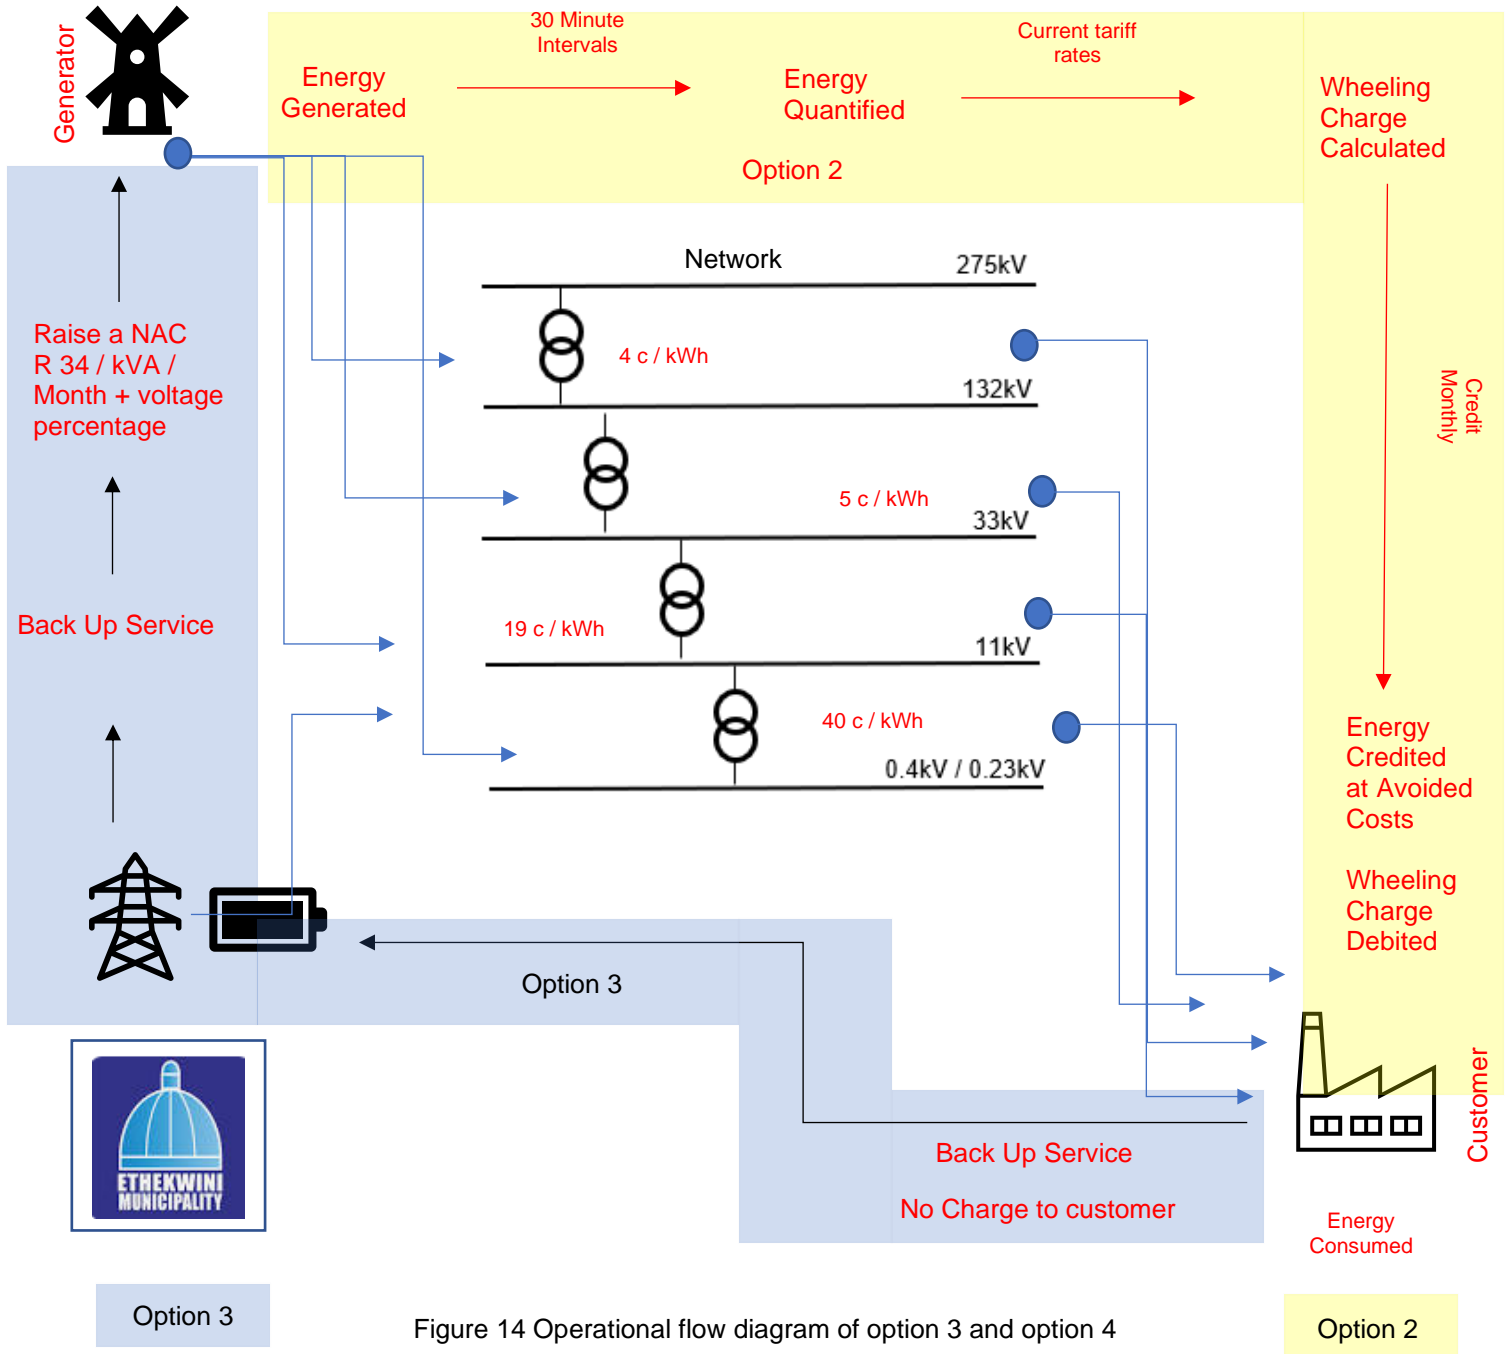 Generator
30 Minute
Intervals
Current tariff
rates
Energy
Generated
Energy
Quantified
Wheeling
Charge
Calculated
Option 2
Network
275kV
4 c / kWh
132kV
5 c / kWh
33kV
19 c / kWh
11kV
40 c / kWh
0.4kV / 0.23kV
Raise a NAC
R 34 / kVA /
Month + voltage
percentage
Back Up Service
Credit
Monthly
Energy
Credited
at Avoided
Costs
Wheeling
Charge
Debited
Option 3
ETHEKWINI
MUNICIPALITY
Back Up Service
No Charge to customer
Customer
Energy
Consumed
Option 3
Figure 14 Operational flow diagram of option 3 and option 4
Option 2